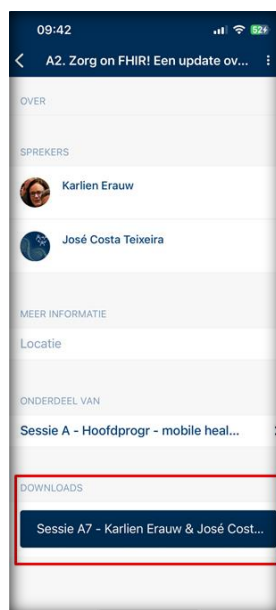 09:42
52
A2. Zorg on FHIR! Een update ov...
OVER
SPREKERS
Karlien Erauw
José Costa Teixeira
MEER INFORMATIE
Locatie
ONDERDEEL VAN
Sessie A - Hoofdprogr - mobile heal...
DOWNLOADS
Sessie A7 - Karlien Erauw & José Cost...